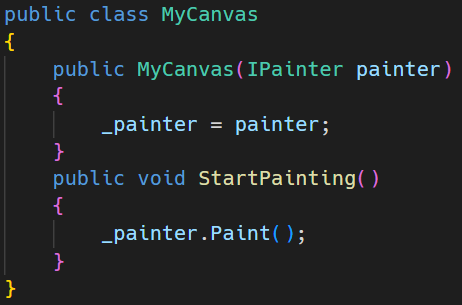 public class MyCanvas
{
    public MyCanvas(IPainter painter)
    {
        _painter = painter;
    }
    public void StartPainting()
    {
        _painter.Paint();
    }
}